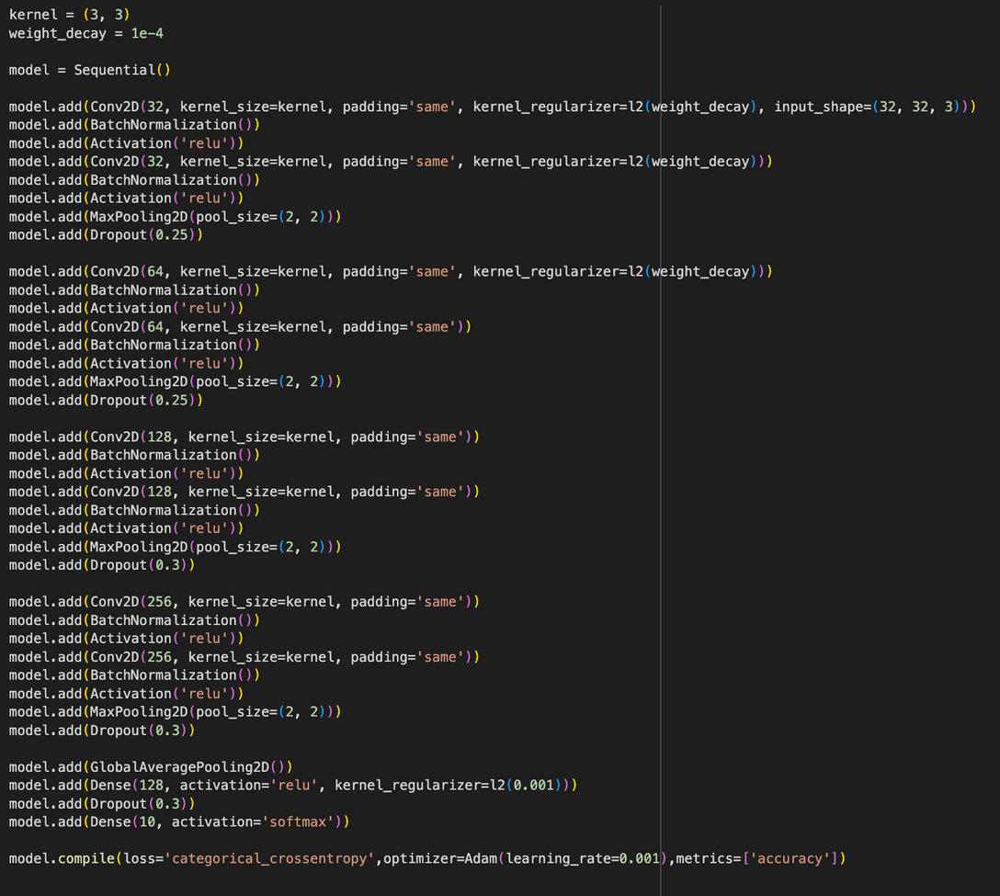 kernel = (3, 3)
weight_decay = 1e-4
model = Sequential()
model.add(Conv2D(32, kernel_size=kernel, padding='same', kernel_regularizer=l2(weight_decay), input_shape=(32, 32, 3)))
model.add(BatchNormalization())
model.add(Activation('relu'))
model.add(Conv2D(32, kernel_size=kernel, padding='same', kernel_regularizer=l2(weight_decay)))
model.add(BatchNormalization())
model.add(Activation('relu'))
model.add(MaxPooling2D(pool_size=(2, 2)))
model.add(Dropout(0.25))
model.add(Conv2D(64, kernel_size=kernel, padding='same', kernel_regularizer=l2(weight_decay)))
model.add(BatchNormalization())
model.add(Activation('relu'))
model.add(Conv2D(64, kernel_size=kernel, padding='same'))
model.add(BatchNormalization())
model.add(Activation('relu'))
model.add(MaxPooling2D(pool_size=(2, 2)))
model.add(Dropout(0.25))
model.add(Conv2D(128, kernel_size=kernel, padding='same'))
model.add(BatchNormalization())
model.add(Activation('relu'))
model.add(Conv2D(128, kernel_size=kernel, padding='same'))
model.add(BatchNormalization())
model.add(Activation('relu'))
model.add(MaxPooling2D(pool_size=(2, 2)))
model.add(Dropout(0.3))
model.add(Conv2D(256, kernel_size=kernel, padding='same'))
model.add(BatchNormalization())
model.add(Activation('relu'))
model.add(Conv2D(256, kernel_size=kernel, padding='same'))
model.add(BatchNormalization())
model.add(Activation('relu'))
model.add(MaxPooling2D(pool_size=(2, 2)))
model.add(Dropout(0.3))
model.add(GlobalAveragePooling2D())
model.add(Dense(128, activation='relu', kernel_regularizer=l2(0.001)))
model.add(Dropout(0.3))
model.add(Dense(10, activation='softmax'))
model.compile(loss='categorical_crossentropy',optimizer=Adam(learning_rate=0.001),metrics=['accuracy'])